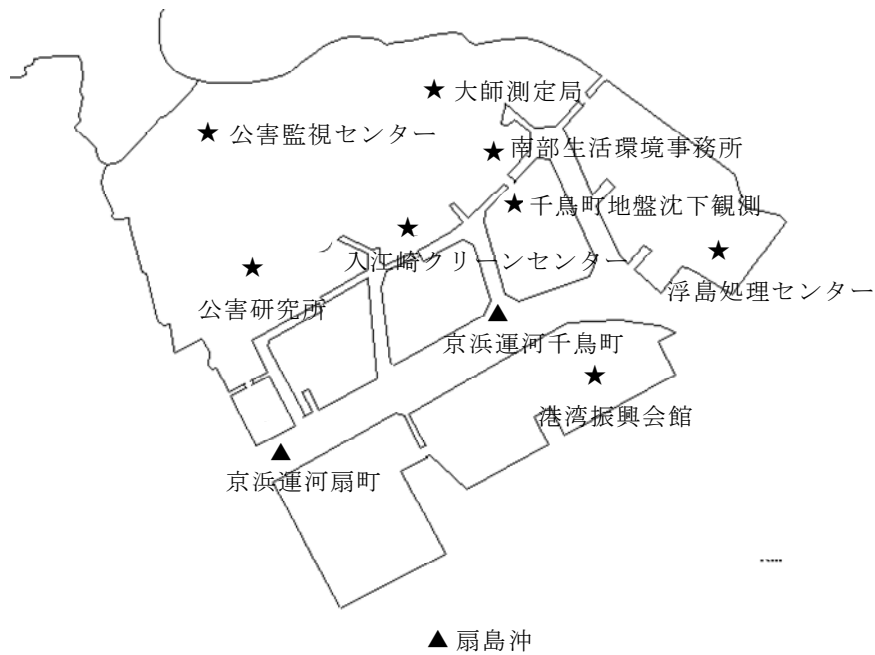 大師測定局
公害監視センター
南部生活環境事務所
千鳥町地盤沈下観測
入江崎クリーンセンター
浮島処理センター
公害研究所
京浜運河千鳥町
港湾振興会館
京浜運河扇町
扇島沖